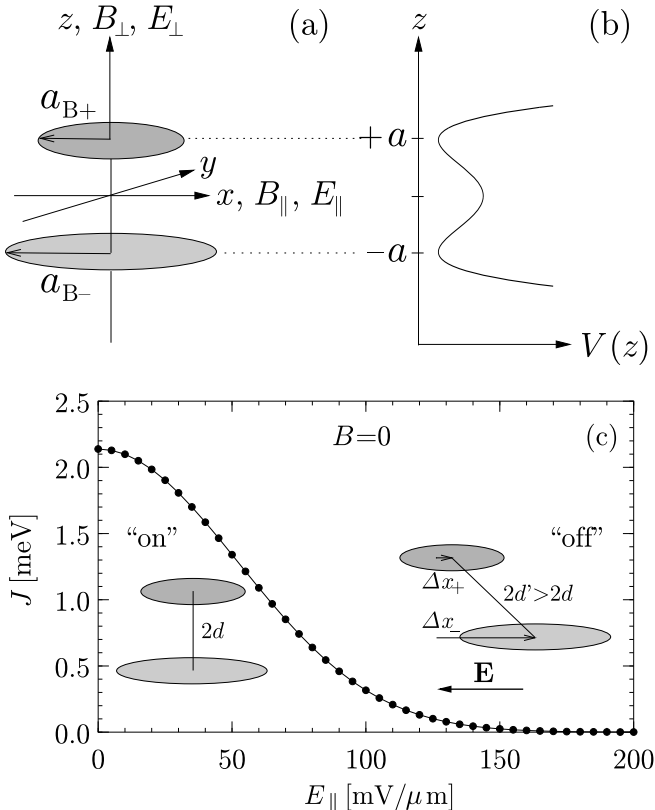 z, B⊥, E⊥
(a)
z
(b)
a_B+
+a
y
x, B∥, E∥
a_B–
–a
V(z)
2.5
2.0
1.5
1.0
0.5
0.0
J [meV]
B=0
(c)
“on”
“off”
Δx+
2d'>2d
Δx–
2d
E
0
50
100
150
200
E∥ [mV/μm]